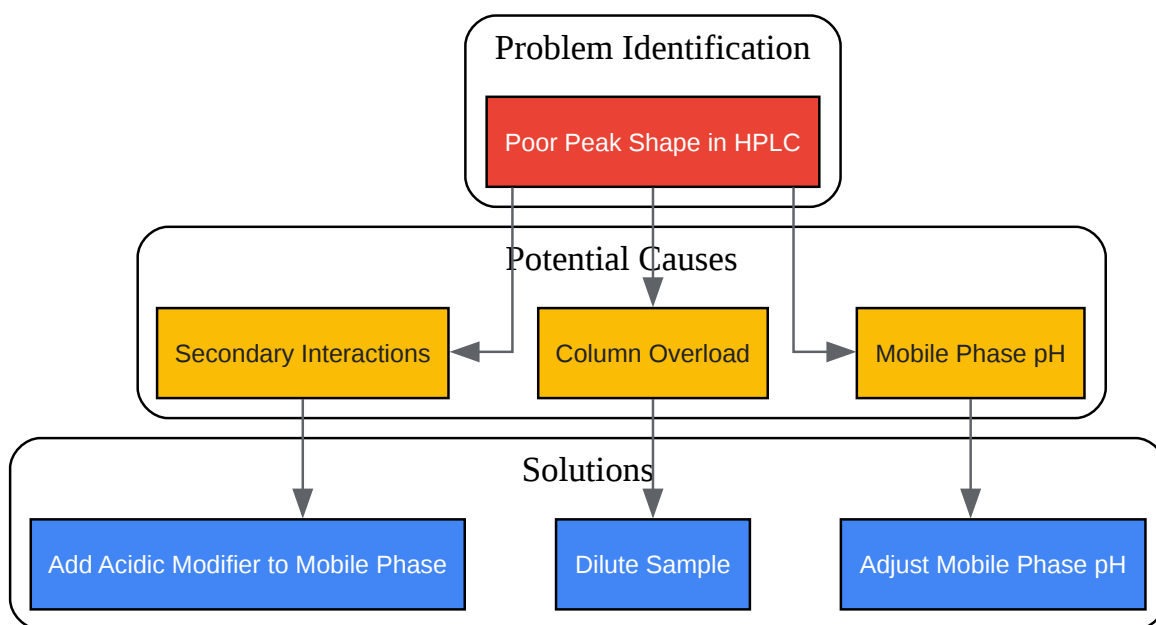 Problem Identification
Poor Peak Shape in HPLC
Potential Causes
Secondary Interactions
Column Overload
Mobile Phase pH
Solutions
Add Acidic Modifier to Mobile Phase
Dilute Sample
Adjust Mobile Phase pH